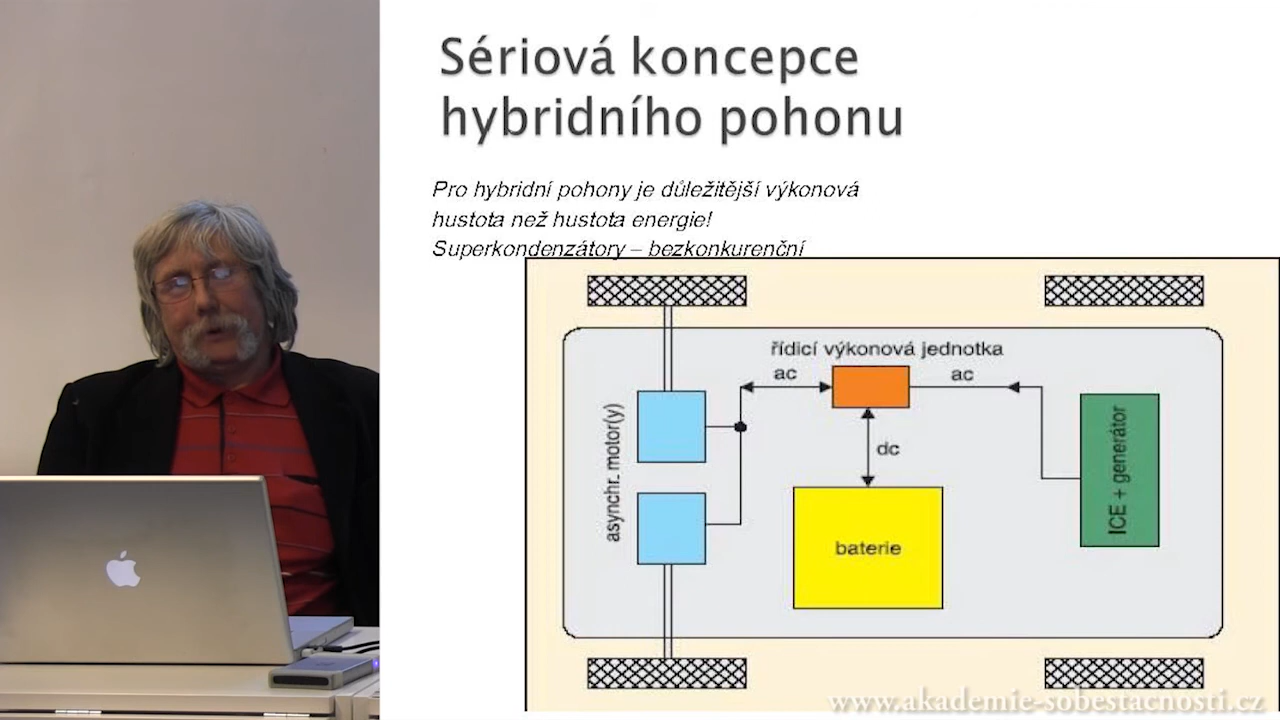 Sériová koncepce
hybridního pohonu
Pro hybridní pohony je důležitější výkonová
hustota než hustota energie!
Superkondenzátory – bezkonkurenční
řídicí výkonová jednotka
ac
ac
asynchr. motor(y)
dc
ICE + generátor
baterie
www.akademie-sobestacnosti.cz